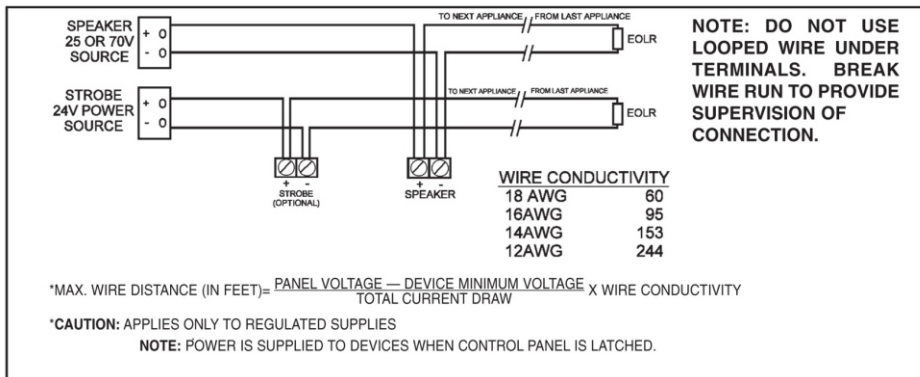 SPEAKER
25 OR 70V
SOURCE
+ O
- O
TO NEXT APPLIANCE
FROM LAST APPLIANCE
EOLR
STROBE
24V POWER
SOURCE
+ O
- O
TO NEXT APPLIANCE
FROM LAST APPLIANCE
EOLR
+ -
STROBE
(OPTIONAL)
+ -
SPEAKER
NOTE: DO NOT USE
LOOPED WIRE UNDER
TERMINALS. BREAK
WIRE RUN TO PROVIDE
SUPERVISION OF
CONNECTION.
WIRE CONDUCTIVITY
18 AWG 60
16AWG 95
14AWG 153
12AWG 244
*MAX. WIRE DISTANCE (IN FEET)= PANEL VOLTAGE — DEVICE MINIMUM VOLTAGE X WIRE CONDUCTIVITY
TOTAL CURRENT DRAW
*CAUTION: APPLIES ONLY TO REGULATED SUPPLIES
NOTE: POWER IS SUPPLIED TO DEVICES WHEN CONTROL PANEL IS LATCHED.